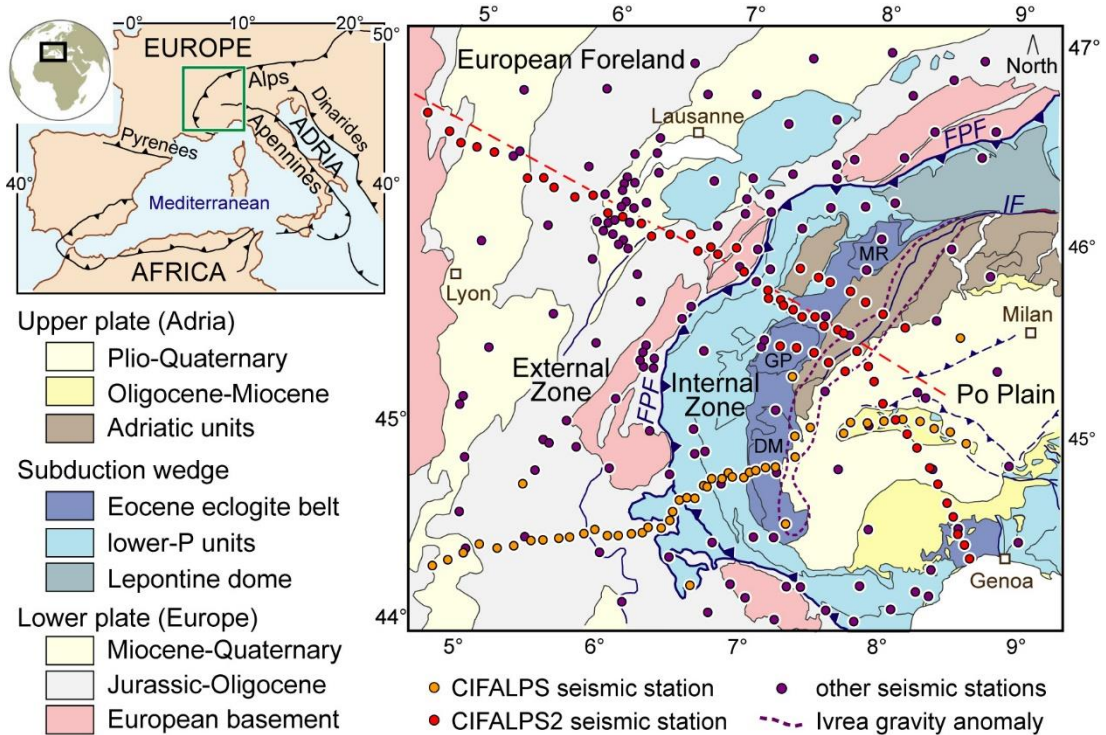 0
10
20°
50°
EUROPE
Alps
Dinarides
Apennines
ADRIA
Pyrenées
40°
40°
Mediterranean
AFRICA
Upper plate (Adria)
Plio-Quaternary
Oligocene-Miocene
Adriatic units
Subduction wedge
Eocene eclogite belt
lower-P units
Lepontine dome
Lower plate (Europe)
Miocene-Quaternary
Jurassic-Oligocene
European basement
5° 6° 7° 8° 9°
47°
North
European Foreland
Lausanne
FPF
IF
46°
MR
Lyon
Milan
External
Zone
FPF
Internal
Zone
GP
Po Plain
45°
45°
DM
Genoa
44°
44°
5° 6° 7° 8° 9°
CIFALPS seismic station
other seismic stations
CIFALPS2 seismic station
Ivrea gravity anomaly